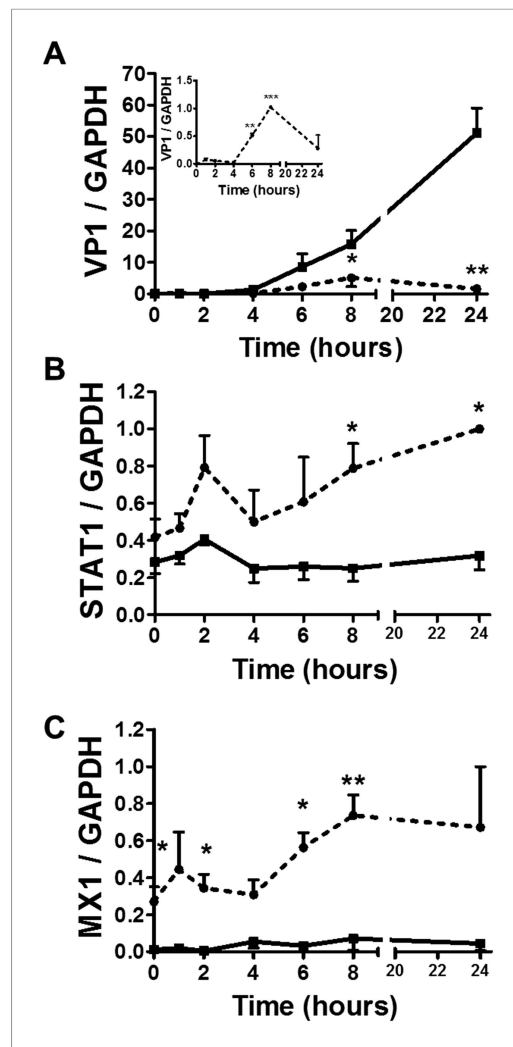 A
VP1 / GAPDH
70
60
50
40
30
20
10
0
0 2 4 6 8 20 22 24
Time (hours)
* **
VP1 / GAPDH
1.5
1.0
0.5
0.0
** ***
0 2 4 6 8 20 22 24
Time (hours)
B
STAT1 / GAPDH
1.2
1.0
0.8
0.6
0.4
0.2
0.0
* *
0 2 4 6 8 20 22 24
Time (hours)
C
MX1 / GAPDH
1.2
1.0
0.8
0.6
0.4
0.2
0.0
* * * **
0 2 4 6 8 20 22 24
Time (hours)